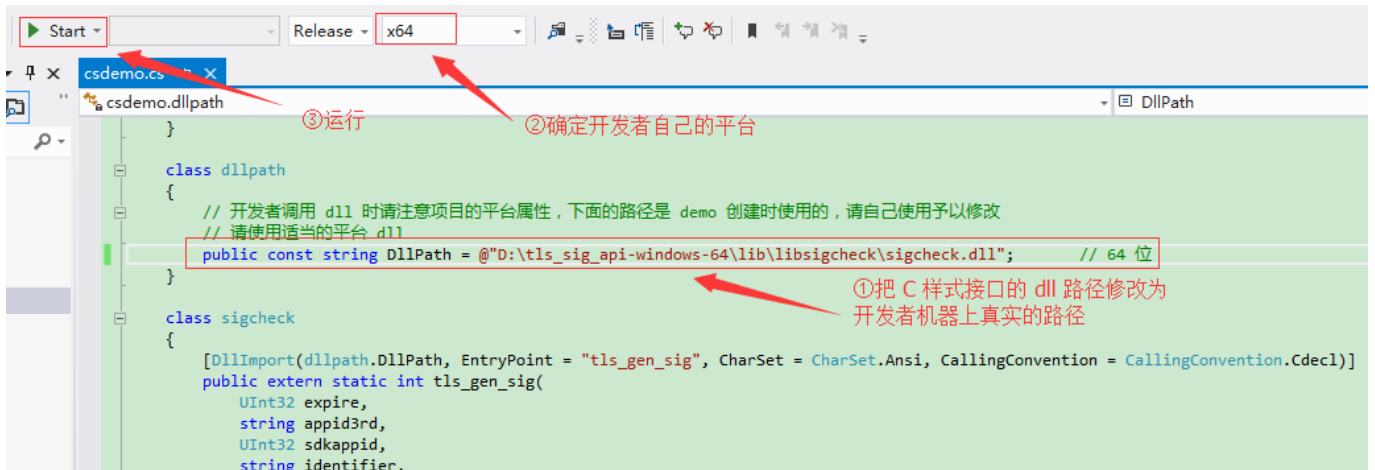 Start Release x64
csdemo.cs
csdemo.dllpath DllPath
③运行
②确定开发者自己的平台
}
class dllpath
{
// 开发者调用 dll 时请注意项目的平台属性，下面的路径是 demo 创建时使用的，请自己使用予以修改
// 请使用适当的平台 dll
public const string DllPath = @"D:\tls_sig_api-windows-64\lib\libsigcheck\sigcheck.dll"; // 64 位
}
①把 C 样式接口的 dll 路径修改为
开发者机器上真实的路径
class sigcheck
{
[DllImport(dllpath.DllPath, EntryPoint = "tls_gen_sig", CharSet = CharSet.Ansi, CallingConvention = CallingConvention.Cdecl)]
public extern static int tls_gen_sig(
UInt32 expire,
string appid3rd,
UInt32 sdkappid,
string identifier,